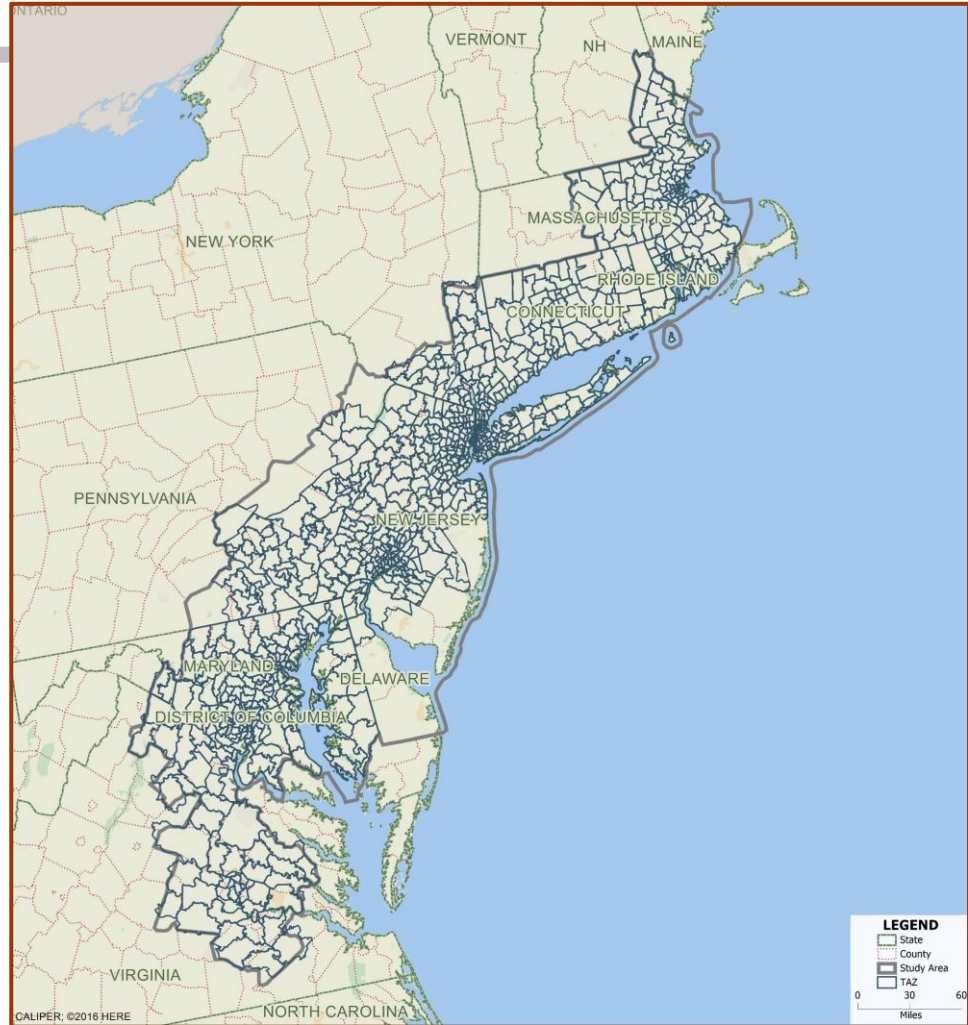 ONTARIO
VERMONT
NH
MAINE
MASSACHUSETTS
NEW YORK
RHODE ISLAND
CONNECTICUT
PENNSYLVANIA
NEW JERSEY
MARYLAND
DELAWARE
DISTRICT OF COLUMBIA
VIRGINIA
NORTH CAROLINA
CALIPER; ©2016 HERE
LEGEND
State
County
Study Area
TAZ
0 30 60
Miles